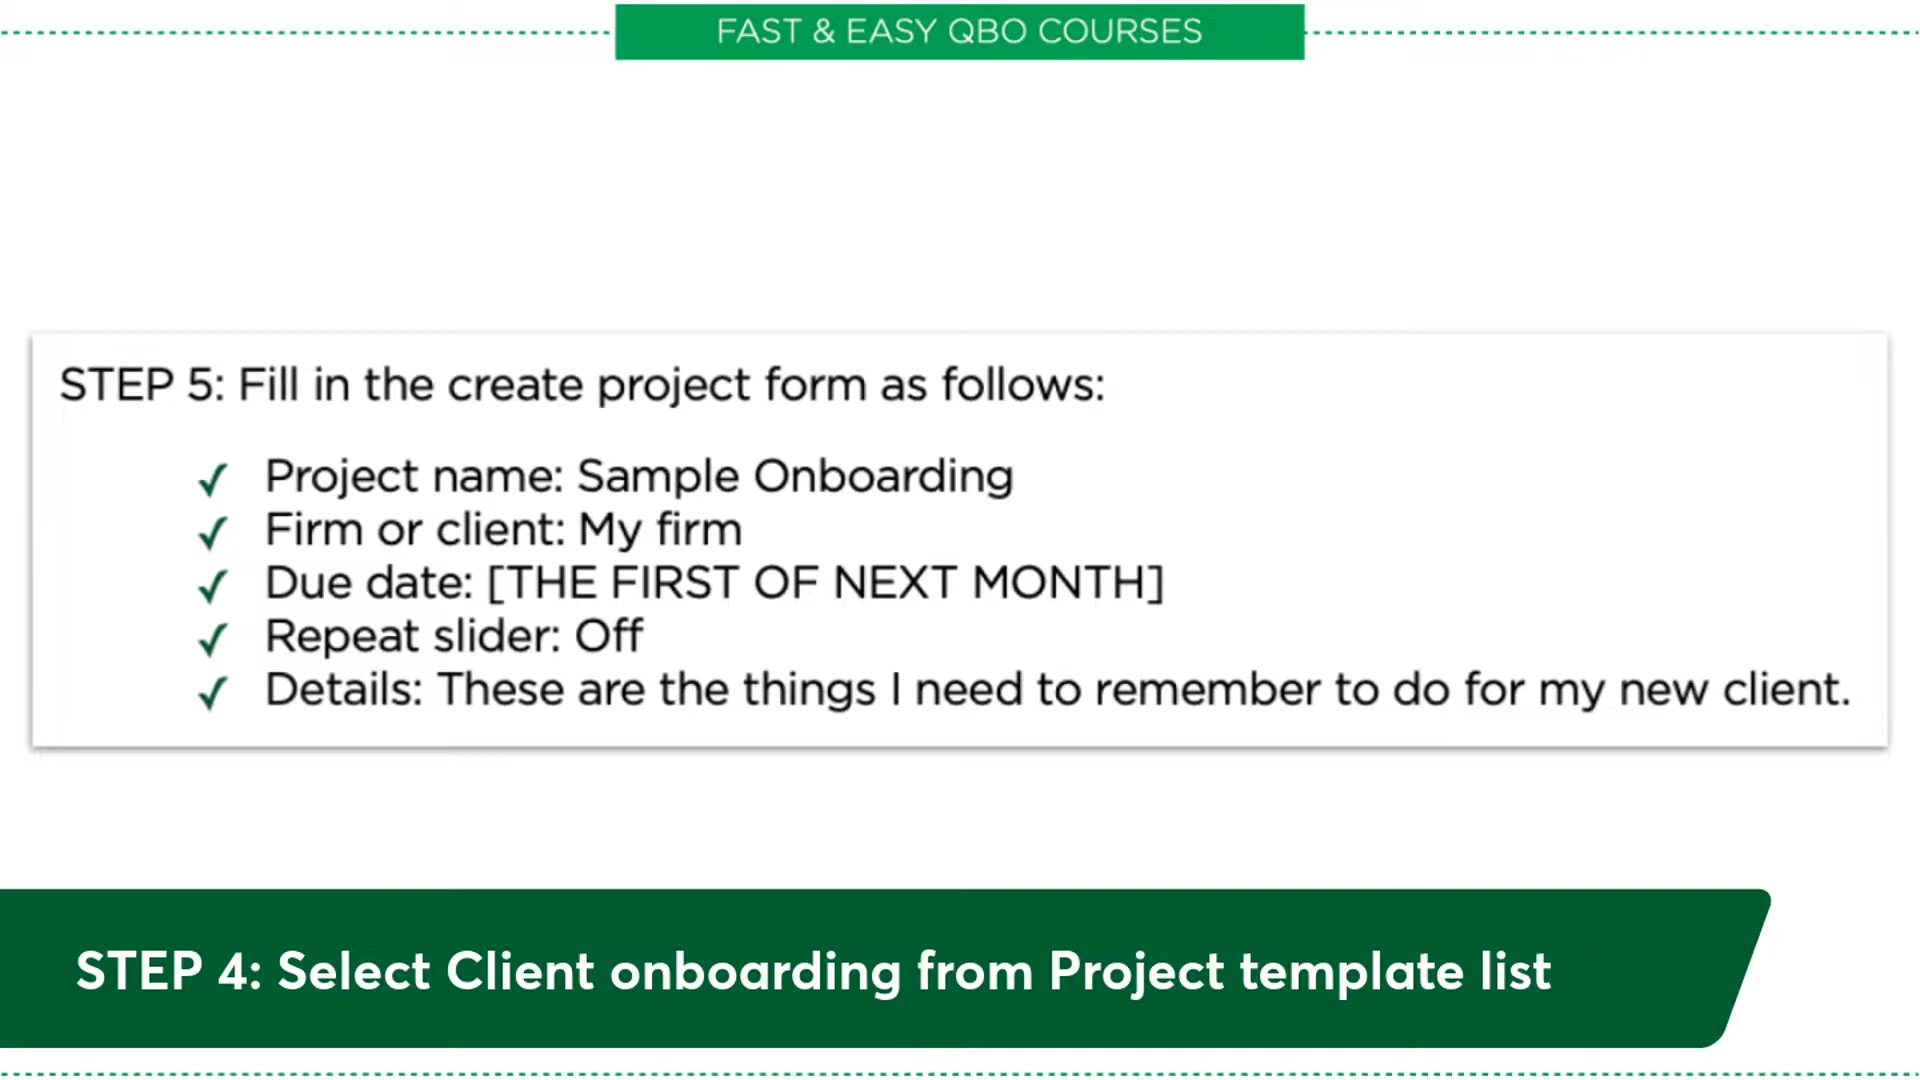 FAST & EASY QBO COURSES
STEP 5: Fill in the create project form as follows:
✓ Project name: Sample Onboarding
✓ Firm or client: My firm
✓ Due date: [THE FIRST OF NEXT MONTH]
✓ Repeat slider: Off
✓ Details: These are the things I need to remember to do for my new client.
STEP 4: Select Client onboarding from Project template list